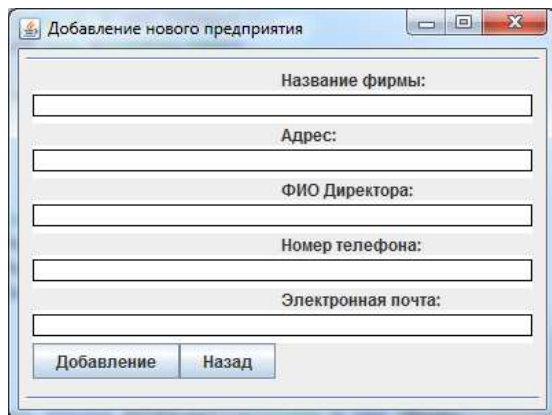 Добавление нового предприятия
Название фирмы:
Адрес:
ФИО Директора:
Номер телефона:
Электронная почта:
Добавление Назад